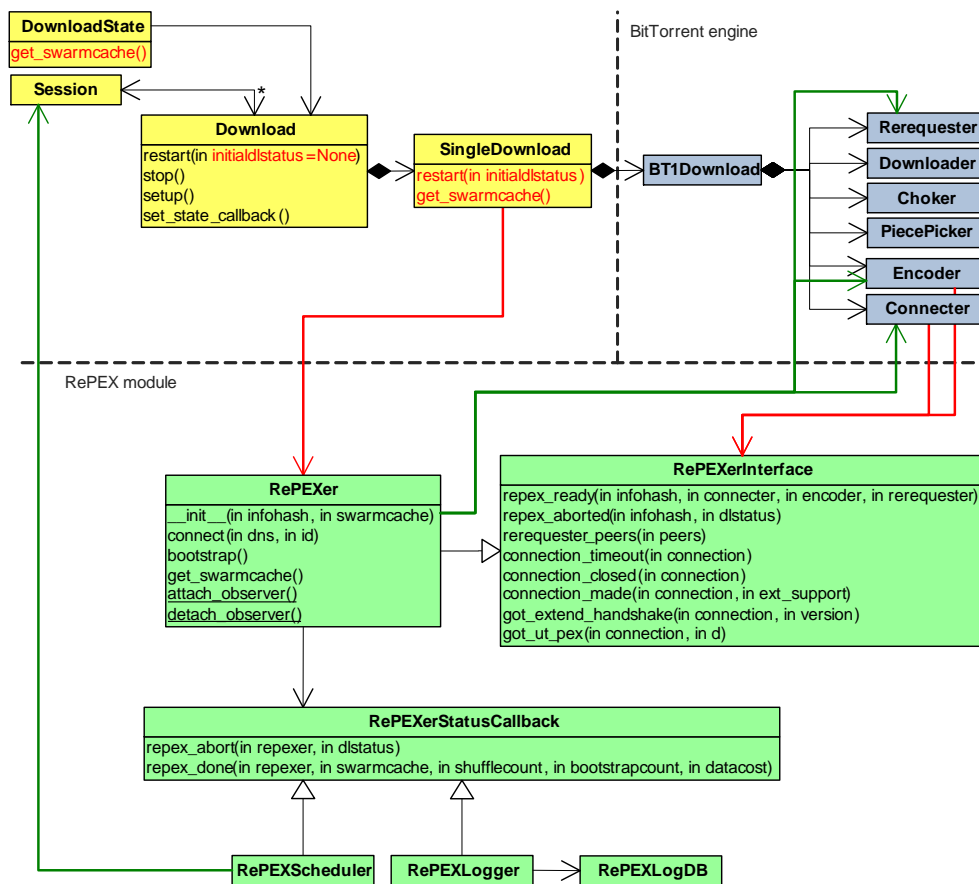 DownloadState
get_swarmcache()
BitTorrent engine
Session
*
Download
restart(in initialdlstatus=None)
stop()
setup()
set_state_callback()
SingleDownload
restart(in initialdlstatus)
get_swarmcache()
BT1Download
Rerequester
Downloader
Choker
PiecePicker
Encoder
Connecter
RePEX module
RePEXer
__init__(in infohash, in swarmcache)
connect(in dns, in id)
bootstrap()
get_swarmcache()
attach_observer()
detach_observer()
RePEXerInterface
repex_ready(in infohash, in connecter, in encoder, in rerequester)
repex_aborted(in infohash, in dlstatus)
rerequester_peers(in peers)
connection_timeout(in connection)
connection_closed(in connection)
connection_made(in connection, in ext_support)
got_extend_handshake(in connection, in version)
got_ut_pex(in connection, in d)
RePEXerStatusCallback
repex_abort(in repexer, in dlstatus)
repex_done(in repexer, in swarmcache, in shufflecount, in bootstrapcount, in datacost)
RePEXScheduler
RePEXLogger
RePEXLogDB